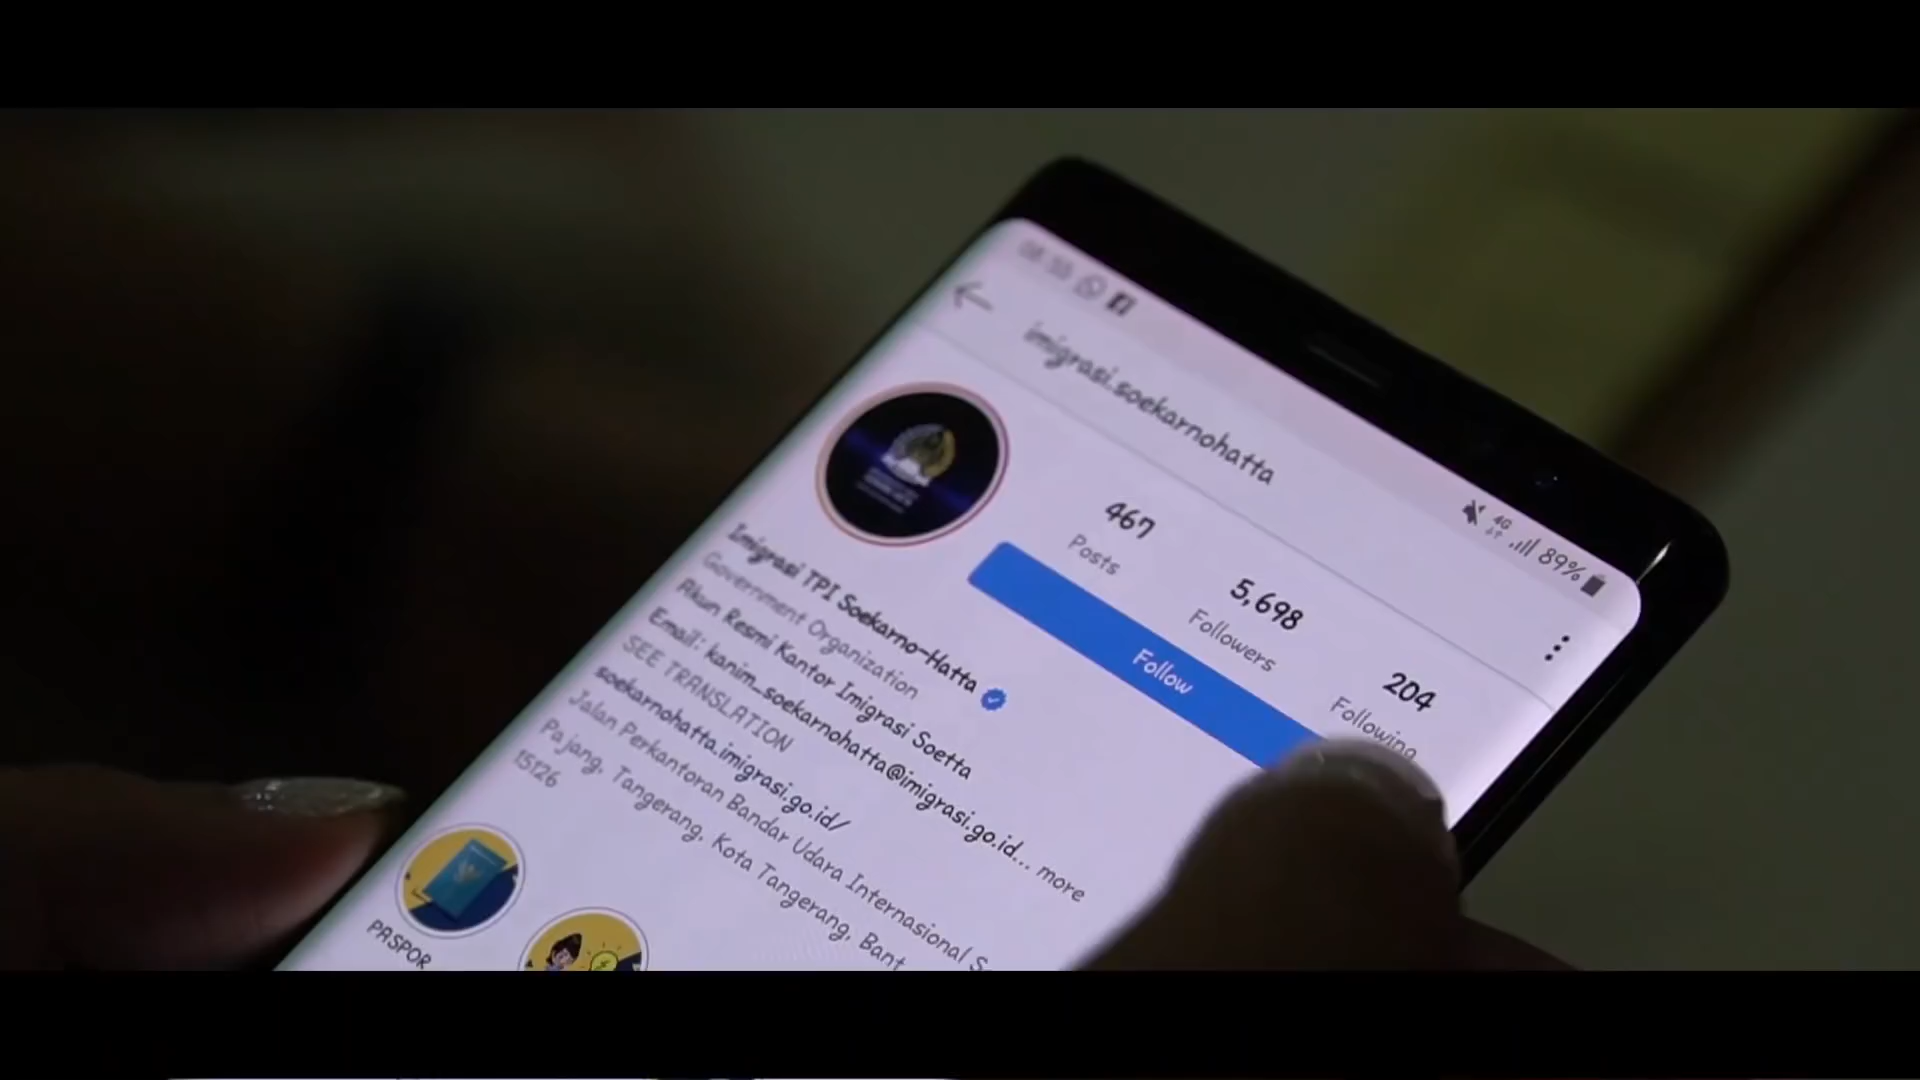 imigrasi.soekarnohatta
4G
89%
467
Posts
5,698
Followers
204
Following
Follow
Imigrasi TPI Soekarno-Hatta
Government Organization
Akun Resmi Kantor Imigrasi Soetta
Email: kanim_soekarnohatta@imigrasi.go.id... more
SEE TRANSLATION
soekarnohatta.imigrasi.go.id/
Jalan Perkantoran Bandar Udara Internasional S
Pajang, Tangerang, Kota Tangerang, Bant
15126
PASPOR